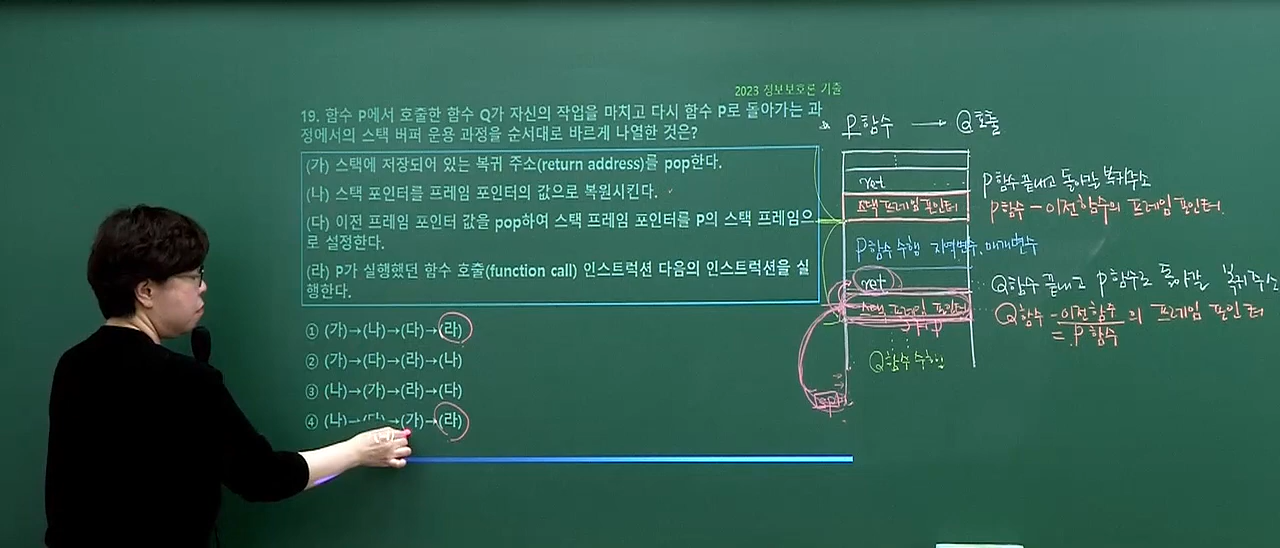 2023 정보보호론 기출
19. 함수 P에서 호출한 함수 Q가 자신의 작업을 마치고 다시 함수 P로 돌아가는 과
정에서의 스택 버퍼 운용 과정을 순서대로 바르게 나열한 것은?
(가) 스택에 저장되어 있는 복귀 주소(return address)를 pop한다.
(나) 스택 포인터를 프레임 포인터의 값으로 복원시킨다.
(다) 이전 프레임 포인터 값을 pop하여 스택 프레임 포인터를 P의 스택 프레임으
로 설정한다.
(라) P가 실행했던 함수 호출(function call) 인스트럭션 다음의 인스트럭션을 실
행한다.
① (가)→(나)→(다)→(라)
② (가)→(다)→(라)→(나)
③ (나)→(가)→(라)→(다)
④ (나)→(다)→(가)→(라)
P함수 → Q호출
ret
P함수 끝내고 돌아갈 복귀주소
스택 프레임 포인터
P함수 - 이전함수의 프레임 포인터
P함수 수행 지역변수, 매개변수
ret
Q함수 끝내고 P함수로 돌아갈 복귀주소
스택 프레임 포인터
Q함수 - 이전함수의 프레임 포인터
= P함수
Q함수 수행